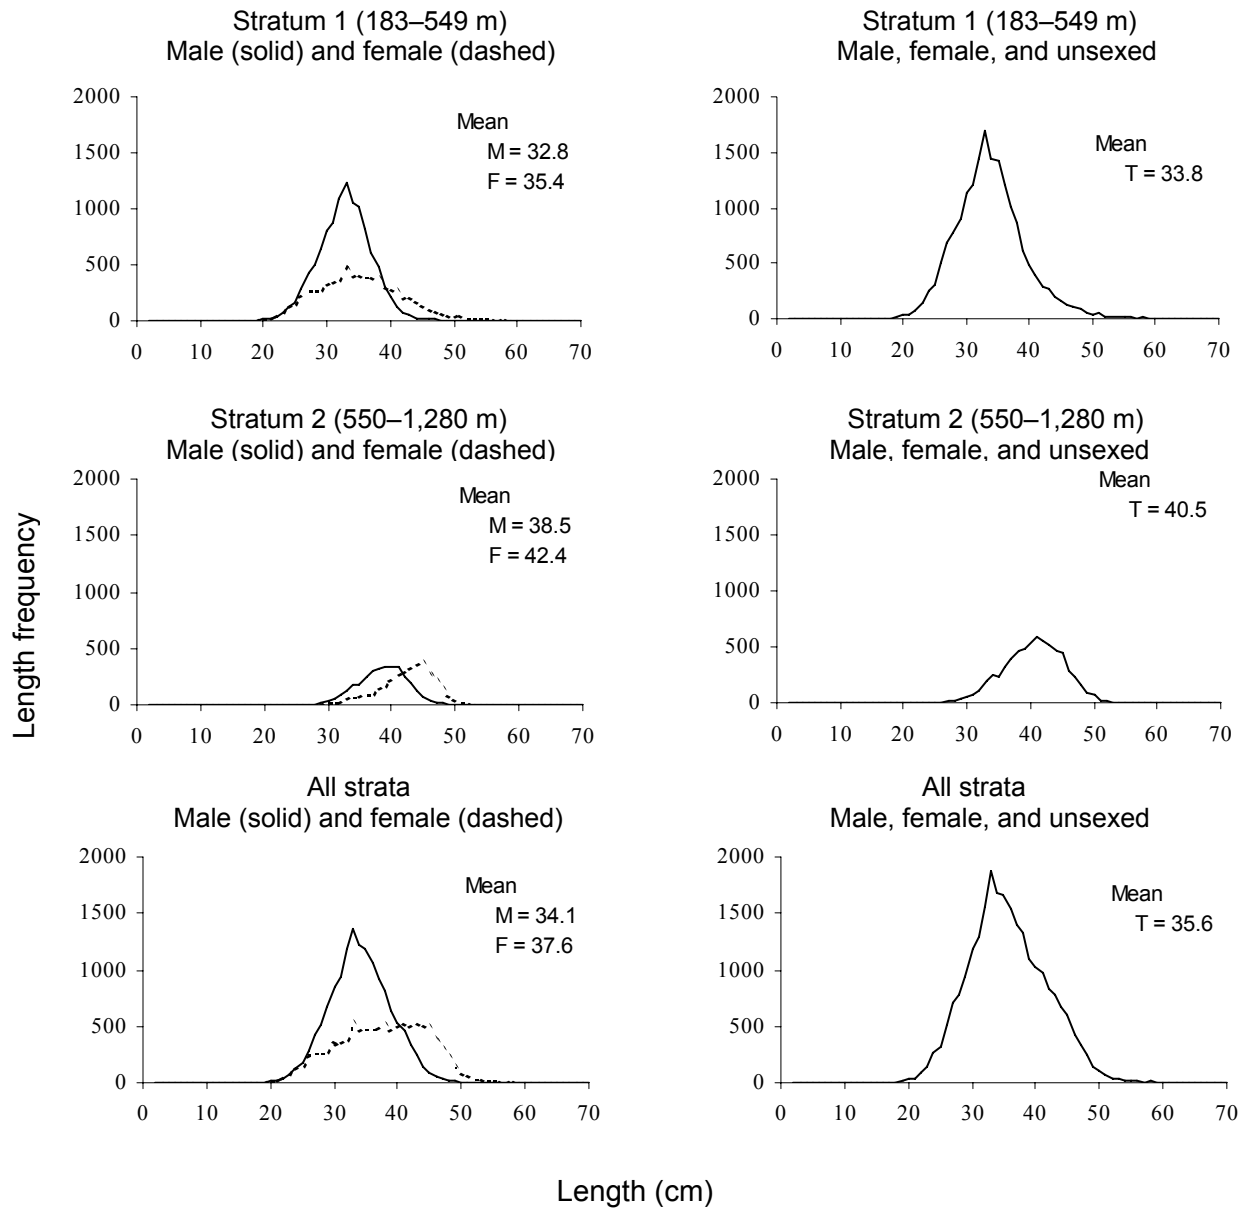 Stratum 1 (183–549 m)
Male (solid) and female (dashed)
2000
1500
1000
500
0
0 10 20 30 40 50 60 70
Mean
M = 32.8
F = 35.4
Stratum 1 (183–549 m)
Male, female, and unsexed
2000
1500
1000
500
0
0 10 20 30 40 50 60 70
Mean
T = 33.8
Stratum 2 (550–1,280 m)
Male (solid) and female (dashed)
2000
1500
1000
500
0
0 10 20 30 40 50 60 70
Mean
M = 38.5
F = 42.4
Stratum 2 (550–1,280 m)
Male, female, and unsexed
2000
1500
1000
500
0
0 10 20 30 40 50 60 70
Mean
T = 40.5
All strata
Male (solid) and female (dashed)
2000
1500
1000
500
0
0 10 20 30 40 50 60 70
Mean
M = 34.1
F = 37.6
All strata
Male, female, and unsexed
2000
1500
1000
500
0
0 10 20 30 40 50 60 70
Mean
T = 35.6
Length frequency
Length (cm)